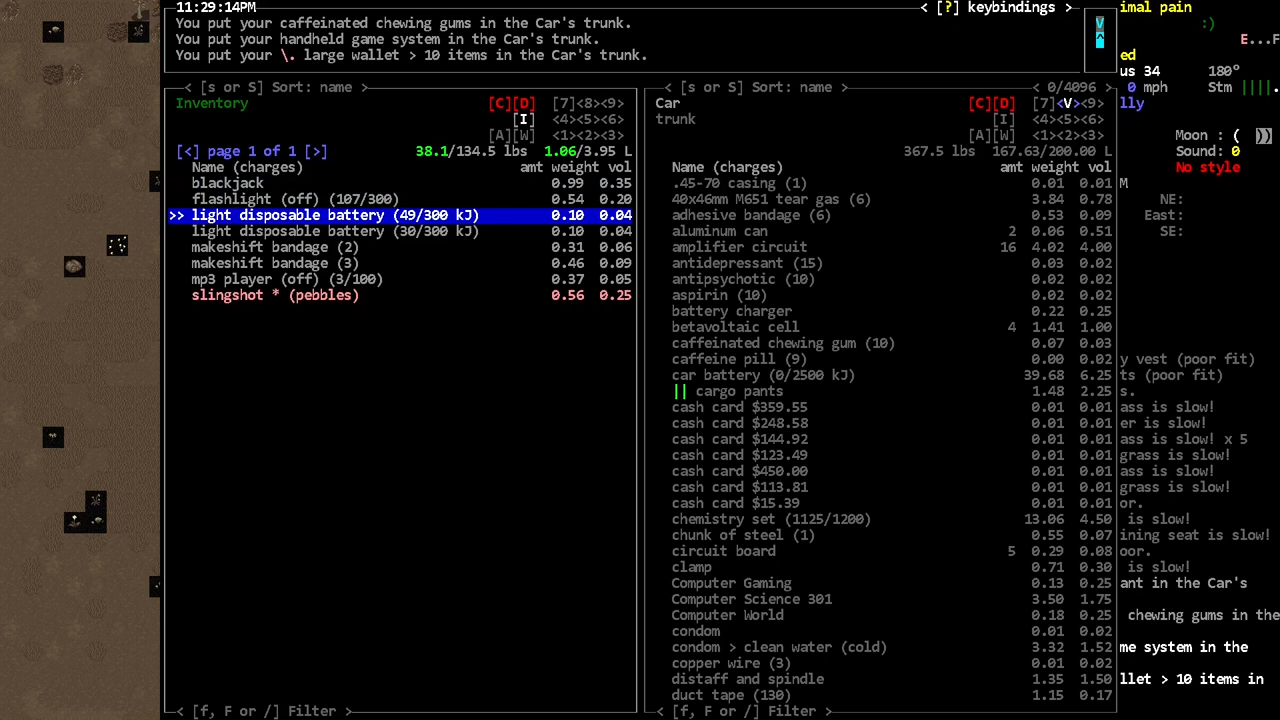 11:29:14PM < [?] keybindings > imal pain
You put your caffeinated chewing gums in the Car's trunk. V :)
You put your handheld game system in the Car's trunk. ^ E...F
You put your \. large wallet > 10 items in the Car's trunk. ed
us 34 180° 
< [s or S] Sort: name > < [s or S] Sort: name > < 0/4096 > 0 mph Stm ||||.
Inventory [C][D] [7]<8><9> Car [C][D] [7]<V><9> lly
[I] <4><5><6> trunk [I] <4><5><6>
[A][W] <1><2><3> [A][W] <1><2><3> Moon : ( ))
[<] page 1 of 1 [>] 38.1/134.5 lbs 1.06/3.95 L 367.5 lbs 167.63/200.00 L Sound: 0
Name (charges) amt weight vol Name (charges) amt weight vol No style
blackjack 0.99 0.35 .45-70 casing (1) 0.01 0.01 M
flashlight (off) (107/300) 0.54 0.20 40x46mm M651 tear gas (6) 3.84 0.78 NE:
>> light disposable battery (49/300 kJ) 0.10 0.04 adhesive bandage (6) 0.53 0.09 East:
light disposable battery (30/300 kJ) 0.10 0.04 aluminum can 2 0.06 0.51 SE:
makeshift bandage (2) 0.31 0.06 amplifier circuit 16 4.02 4.00
makeshift bandage (3) 0.46 0.09 antidepressant (15) 0.03 0.02
mp3 player (off) (3/100) 0.37 0.05 antipsychotic (10) 0.02 0.02
slingshot * (pebbles) 0.56 0.25 aspirin (10) 0.02 0.02
battery charger 0.22 0.25
betavoltaic cell 4 1.41 1.00
caffeinated chewing gum (10) 0.07 0.03
caffeine pill (9) 0.00 0.02 y vest (poor fit)
car battery (0/2500 kJ) 39.68 6.25 ts (poor fit)
|| cargo pants 1.48 2.25 s.
cash card $359.55 0.01 0.01 ass is slow!
cash card $248.58 0.01 0.01 er is slow!
cash card $144.92 0.01 0.01 ass is slow! x 5
cash card $123.49 0.01 0.01 grass is slow!
cash card $450.00 0.01 0.01 ass is slow!
cash card $113.81 0.01 0.01 grass is slow!
cash card $15.39 0.01 0.01 or.
chemistry set (1125/1200) 13.06 4.50 is slow!
chunk of steel (1) 0.55 0.07 ining seat is slow!
circuit board 5 0.29 0.08 oor.
clamp 0.71 0.30 is slow!
Computer Gaming 0.13 0.25 ant in the Car's
Computer Science 301 3.50 1.75
Computer World 0.18 0.25 chewing gums in the
condom 0.01 0.02
condom > clean water (cold) 3.32 1.52 me system in the
copper wire (3) 0.01 0.02
distaff and spindle 1.35 1.50 llet > 10 items in
duct tape (130) 1.15 0.17
< [f, F or /] Filter > < [f, F or /] Filter >